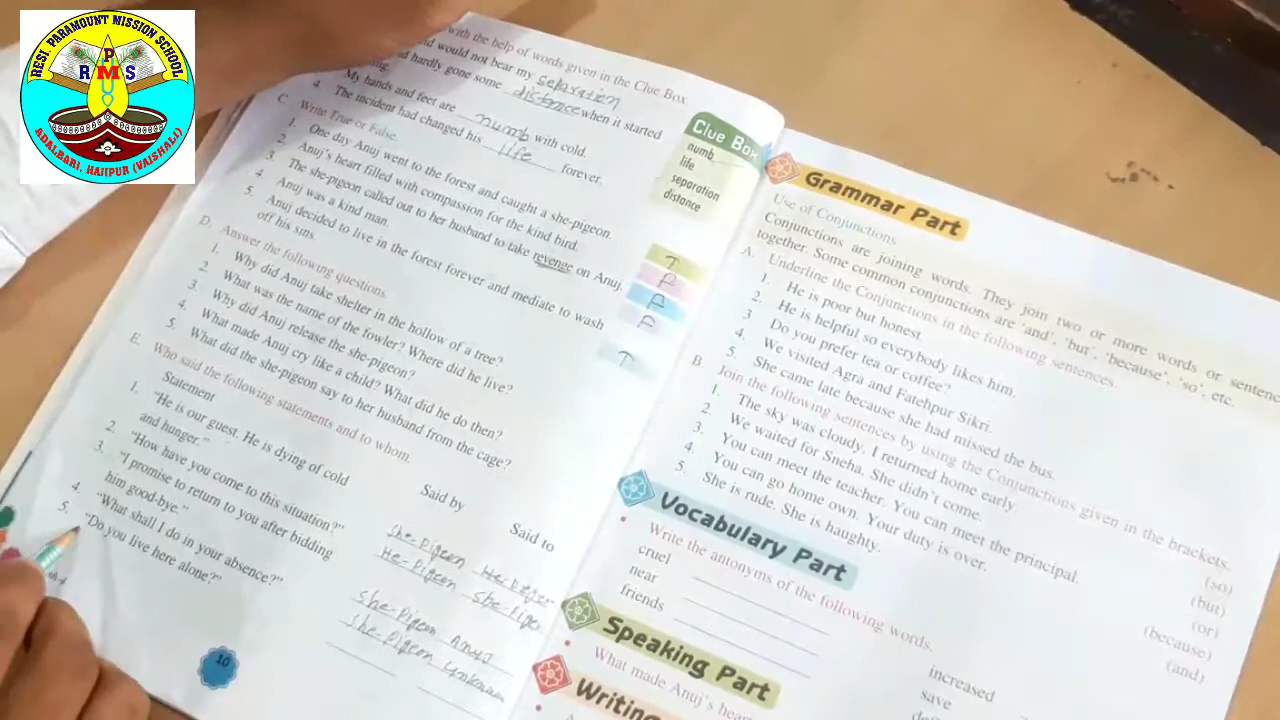 RESI. PARAMOUNT MISSION SCHOOL
P
R M S
U
ADALBARI, HAJIPUR (VAISHALI)
with the help of words given in the Clue Box.
would not bear my separation
hardly gone some distance when it started
4. My hands and feet are numb with cold.
The incident had changed his life forever.
C. Write True or False.
1. One day Anuj went to the forest and caught a she-pigeon. T
2. Anuj's heart filled with compassion for the kind bird. F
3. The she-pigeon called out to her husband to take revenge on Anuj. F
4. Anuj was a kind man. F
5. Anuj decided to live in the forest forever and mediate to wash
off his sins. T
D. Answer the following questions.
1. Why did Anuj take shelter in the hollow of a tree?
2. What was the name of the fowler? Where did he live?
3. Why did Anuj release the she-pigeon?
4. What made Anuj cry like a child? What did he do then?
5. What did the she-pigeon say to her husband from the cage?
E. Who said the following statements and to whom.
Statement Said by Said to
1. "He is our guest. He is dying of cold
and hunger." She-pigeon He-pigeon
2. "How have you come to this situation?" He-pigeon She-pige
3. "I promise to return to you after bidding
him good-bye." she-pigeon Anuj
4. "What shall I do in your absence?" she-pigeon unknown
5. "Do you live here alone?"
10
Clue Box
numb
life
separation
distance
Grammar Part
Use of Conjunctions
Conjunctions are joining words. They join two or more words or sentence
together. Some common conjunctions are 'and', 'but', 'because', 'so', etc.
A. Underline the Conjunctions in the following sentences.
1. He is poor but honest.
2. He is helpful so everybody likes him.
3. Do you prefer tea or coffee?
4. We visited Agra and Fatehpur Sikri.
5. She came late because she had missed the bus.
B. Join the following sentences by using the Conjunctions given in the brackets.
1. The sky was cloudy. I returned home early. (so)
2. We waited for Sneha. She didn't come. (but)
3. You can meet the teacher. You can meet the principal. (or)
4. You can go home own. Your duty is over. (because)
5. She is rude. She is haughty. (and)
Vocabulary Part
• Write the antonyms of the following words.
cruel increased
near save
friends
Speaking Part
• What made Anuj's hear
Writing